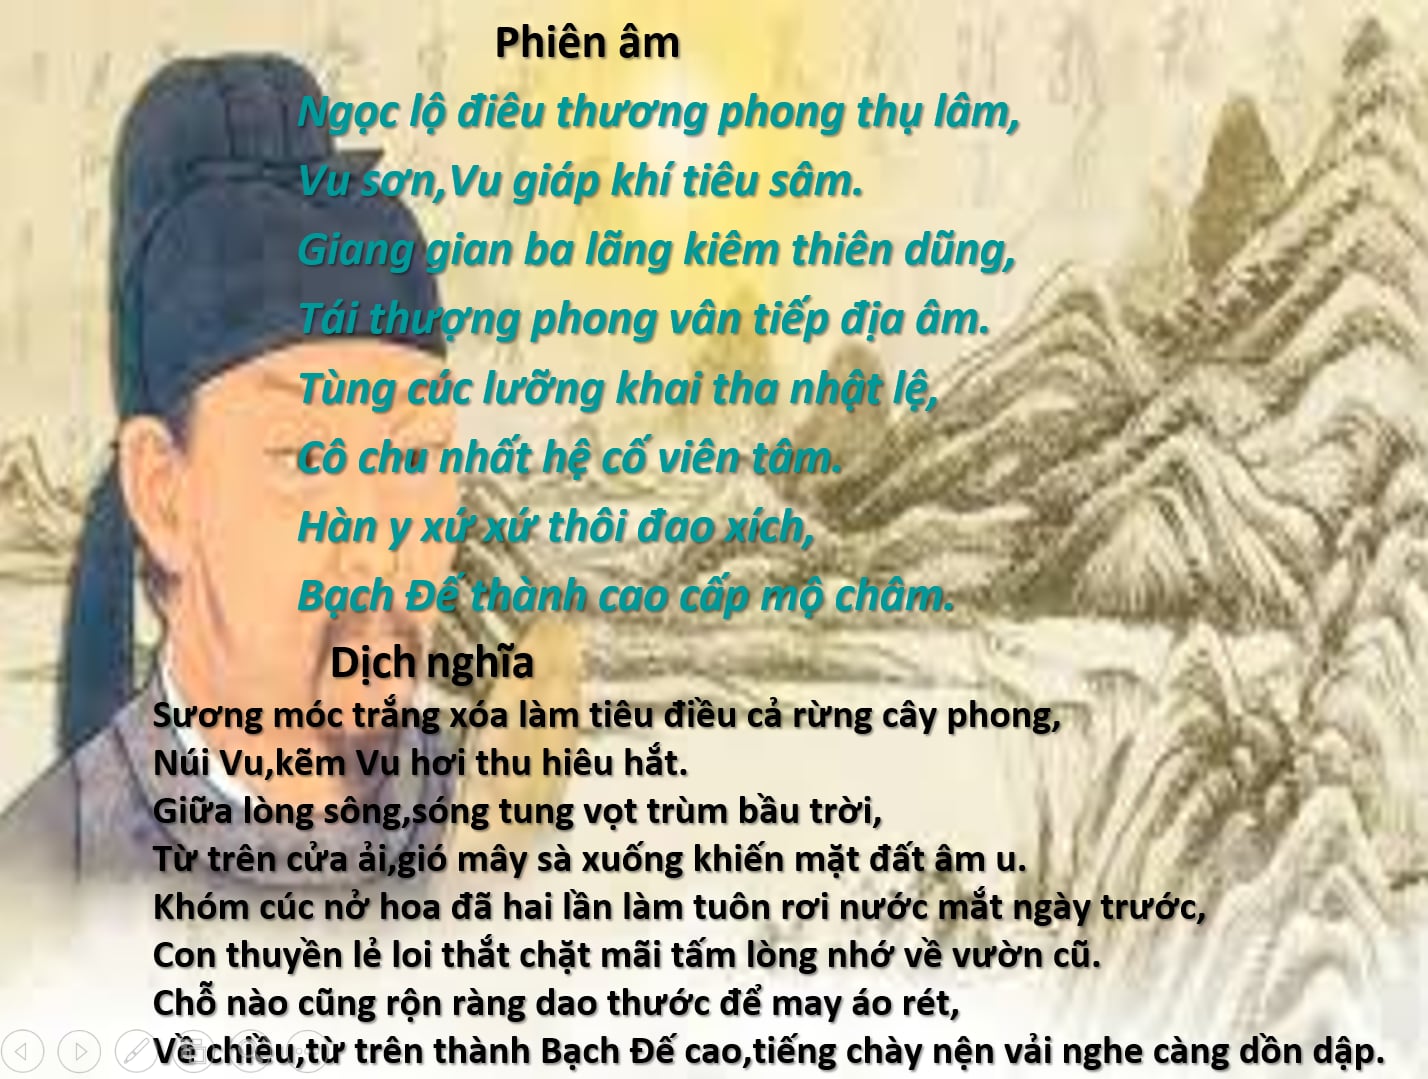 Phiên âm
Ngọc lộ điêu thương phong thụ lâm,
Vu sơn,Vu giáp khí tiêu sâm.
Giang gian ba lãng kiêm thiên dũng,
Tái thượng phong vân tiếp địa âm.
Tùng cúc lưỡng khai tha nhật lệ,
Cô chu nhất hệ cố viên tâm.
Hàn y xứ xứ thôi đao xích,
Bạch Đế thành cao cấp mộ châm.
Dịch nghĩa
Sương móc trắng xóa làm tiêu điều cả rừng cây phong,
Núi Vu,kẽm Vu hơi thu hiêu hắt.
Giữa lòng sông,sóng tung vọt trùm bầu trời,
Từ trên cửa ải,gió mây sà xuống khiến mặt đất âm u.
Khóm cúc nở hoa đã hai lần làm tuôn rơi nước mắt ngày trước,
Con thuyền lẻ loi thắt chặt mãi tấm lòng nhớ về vườn cũ.
Chỗ nào cũng rộn ràng dao thước để may áo rét,
Về chiều,từ trên thành Bạch Đế cao,tiếng chày nện vải nghe càng dồn dập.